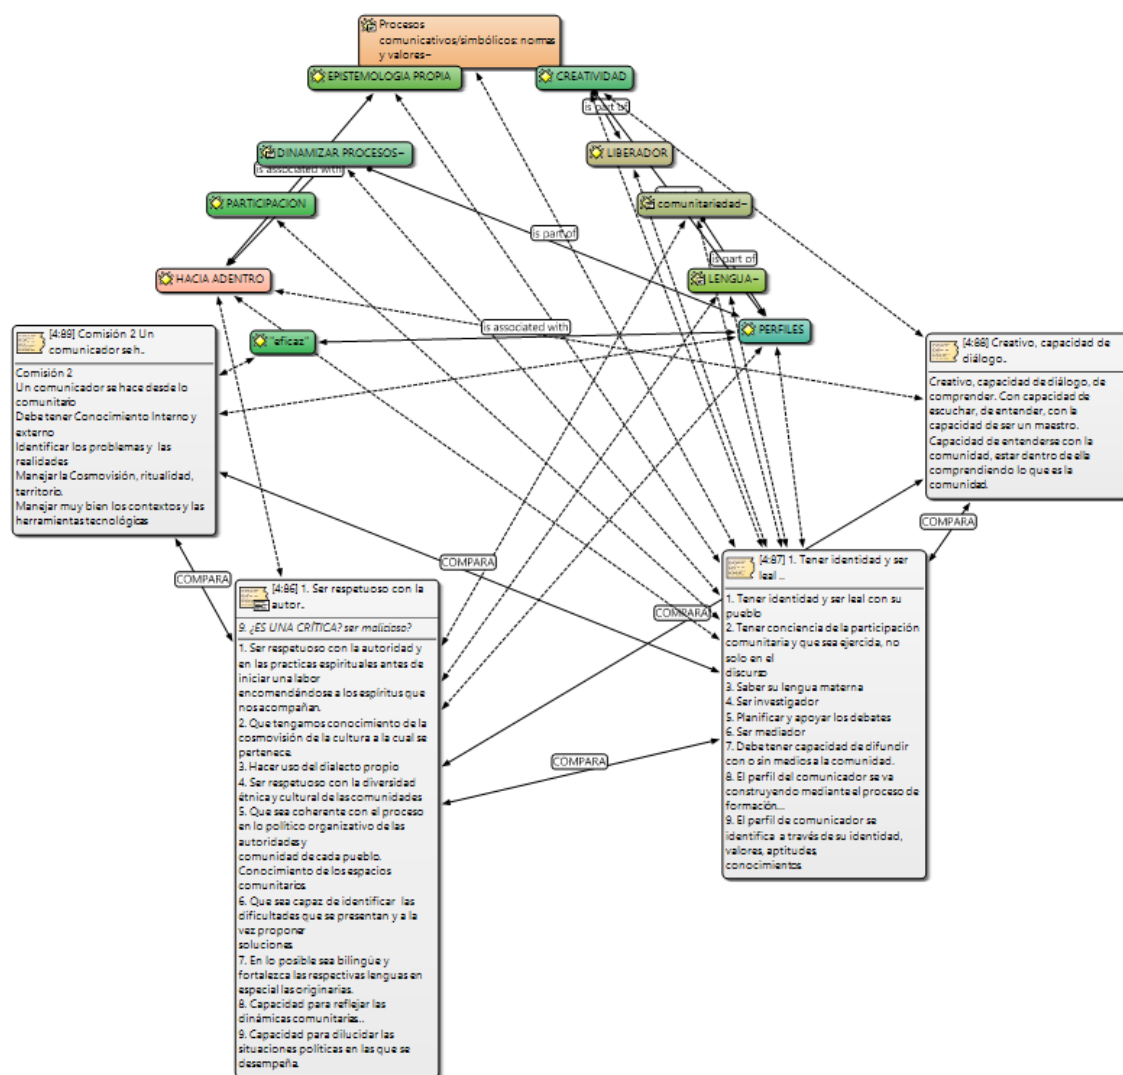 Procesos
comunicativos/simbólicos: normas
y valores~
EPISTEMOLOGIA PROPIA
CREATIVIDAD
is part of
DINAMIZAR PROCESOS~
is associated with
LIBERADOR
PARTICIPACION
comunitariedad~
is part of
is part of
HACIA ADENTRO
LENGUA~
"eficaz"
is associated with
PERFILES
[4:89] Comisión 2 Un
comunicador se h..
Comisión 2
Un comunicador se hace desde lo
comunitario
Debe tener Conocimiento Interno y
externo
Identificar los problemas y las
realidades
Manejar la Cosmovisión, ritualidad,
territorio.
Manejar muy bien los contextos y las
herramientas tecnológicas
[4:88] Creativo, capacidad de
diálogo..
Creativo, capacidad de diálogo, de
comprender. Con capacidad de
escuchar, de entender, con la
capacidad de ser un maestro.
Capacidad de entenderse con la
comunidad, estar dentro de ella
comprendiendo lo que es la
comunidad.
COMPARA
COMPARA
COMPARA
COMPARA
COMPARA
[4:86] 1. Ser respetuoso con la
autor..
9. ¿ES UNA CRÍTICA? ser malicioso?
1. Ser respetuoso con la autoridad y
en las practicas espirituales antes de
iniciar una labor
encomendándose a los espíritus que
nos acompañan.
2. Que tengamos conocimiento de la
cosmovisión de la cultura a la cual se
pertenece.
3. Hacer uso del dialecto propio
4. Ser respetuoso con la diversidad
étnica y cultural de las comunidades
5. Que sea coherente con el proceso
en lo político organizativo de las
autoridades y
comunidad de cada pueblo.
Conocimiento de los espacios
comunitarios.
6. Que sea capaz de identificar las
dificultades que se presentan y a la
vez proponer
soluciones
7. En lo posible sea bilingüe y
fortalezca las respectivas lenguas en
especial las originarias.
8. Capacidad para reflejar las
dinámicas comunitarias..
9. Capacidad para dilucidar las
situaciones políticas en las que se
desempeña.
[4:87] 1. Tener identidad y ser
leal ..
1. Tener identidad y ser leal con su
pueblo
2. Tener conciencia de la participación
comunitaria y que sea ejercida, no
solo en el
discurso
3. Saber su lengua materna
4. Ser investigador
5. Planificar y apoyar los debates
6. Ser mediador
7. Debe tener capacidad de difundir
con o sin medios a la comunidad.
8. El perfil del comunicador se va
construyendo mediante el proceso de
formación...
9. El perfil de comunicador se
identifica a través de su identidad,
valores, aptitudes,
conocimientos.